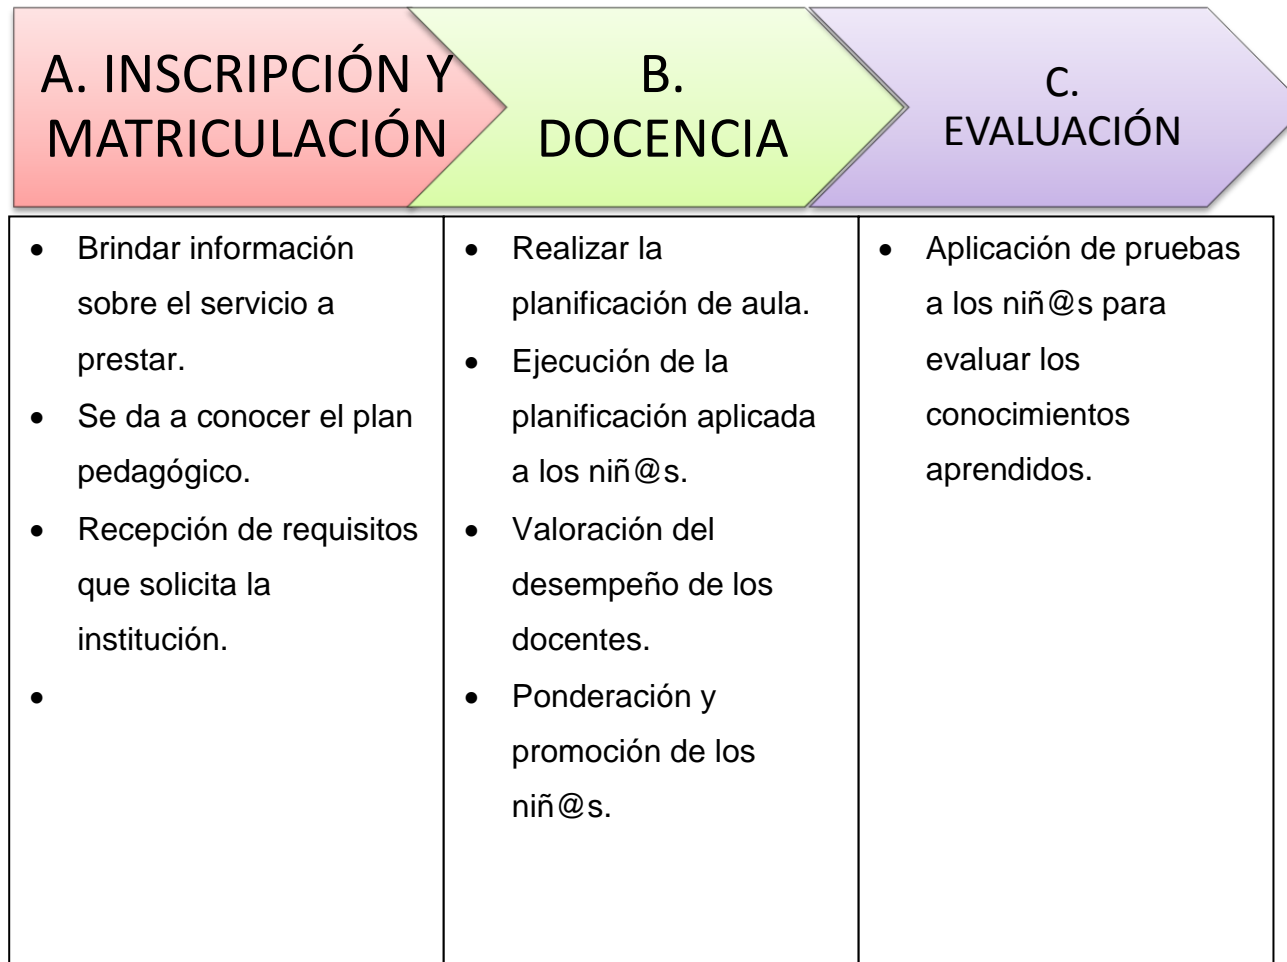 A. INSCRIPCIÓN Y
MATRICULACIÓN
B.
DOCENCIA
C.
EVALUACIÓN
• Brindar información
sobre el servicio a
prestar.
• Se da a conocer el plan
pedagógico.
• Recepción de requisitos
que solicita la
institución.
•
• Realizar la
planificación de aula.
• Ejecución de la
planificación aplicada
a los niñ@s.
• Valoración del
desempeño de los
docentes.
• Ponderación y
promoción de los
niñ@s.
• Aplicación de pruebas
a los niñ@s para
evaluar los
conocimientos
aprendidos.